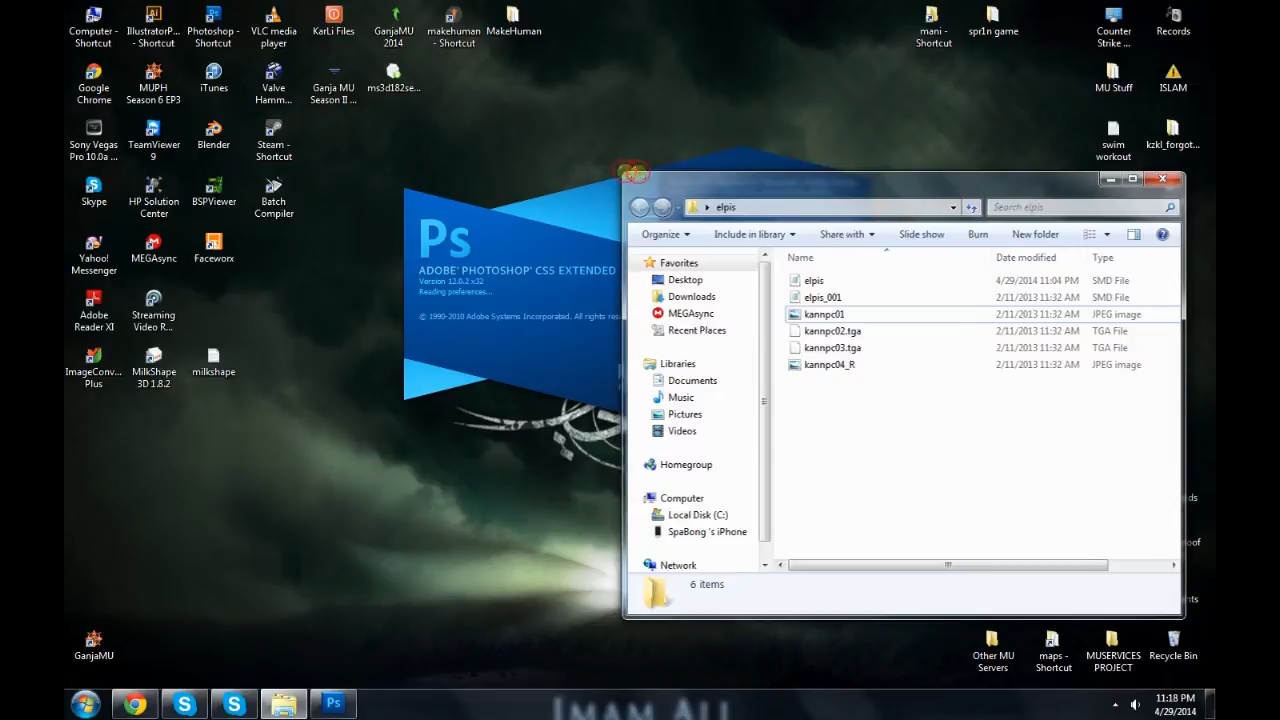 Computer - Shortcut
IllustratorP... - Shortcut
Photoshop - Shortcut
VLC media player
KarLi Files
GanjaMU 2014
makehuman - Shortcut
MakeHuman
mani - Shortcut
spr1n game
Counter Strike ...
Records
Google Chrome
MUPH Season 6 EP3
iTunes
Valve Hamm...
Ganja MU Season II ...
ms3d182se...
MU Stuff
ISLAM
Sony Vegas Pro 10.0a ...
TeamViewer 9
Blender
Steam - Shortcut
swim workout
kzkl_forgot...
Skype
HP Solution Center
BSPViewer
Batch Compiler
Yahoo! Messenger
MEGAsync
Faceworx
Adobe Reader XI
Streaming Video R...
ImageConv... Plus
MilkShape 3D 1.8.2
milkshape
GanjaMU
Ps
ADOBE® PHOTOSHOP® CS5 EXTENDED
Version 12.0.2 x32
Reading preferences...
© 1990-2010 Adobe Systems Incorporated. All rights rese
elpis
Search elpis
Organize
Include in library
Share with
Slide show
Burn
New folder
Name
Date modified
Type
Favorites
Desktop
Downloads
MEGAsync
Recent Places
Libraries
Documents
Music
Pictures
Videos
Homegroup
Computer
Local Disk (C:)
SpaBong 's iPhone
Network
elpis 4/29/2014 11:04 PM SMD File
elpis_001 2/11/2013 11:32 AM SMD File
kannpc01 2/11/2013 11:32 AM JPEG image
kannpc02.tga 2/11/2013 11:32 AM TGA File
kannpc03.tga 2/11/2013 11:32 AM TGA File
kannpc04_R 2/11/2013 11:32 AM JPEG image
6 items
Other MU Servers
maps - Shortcut
MUSERVICES PROJECT
Recycle Bin
IMAM ALI
Ps
11:18 PM
4/29/2014